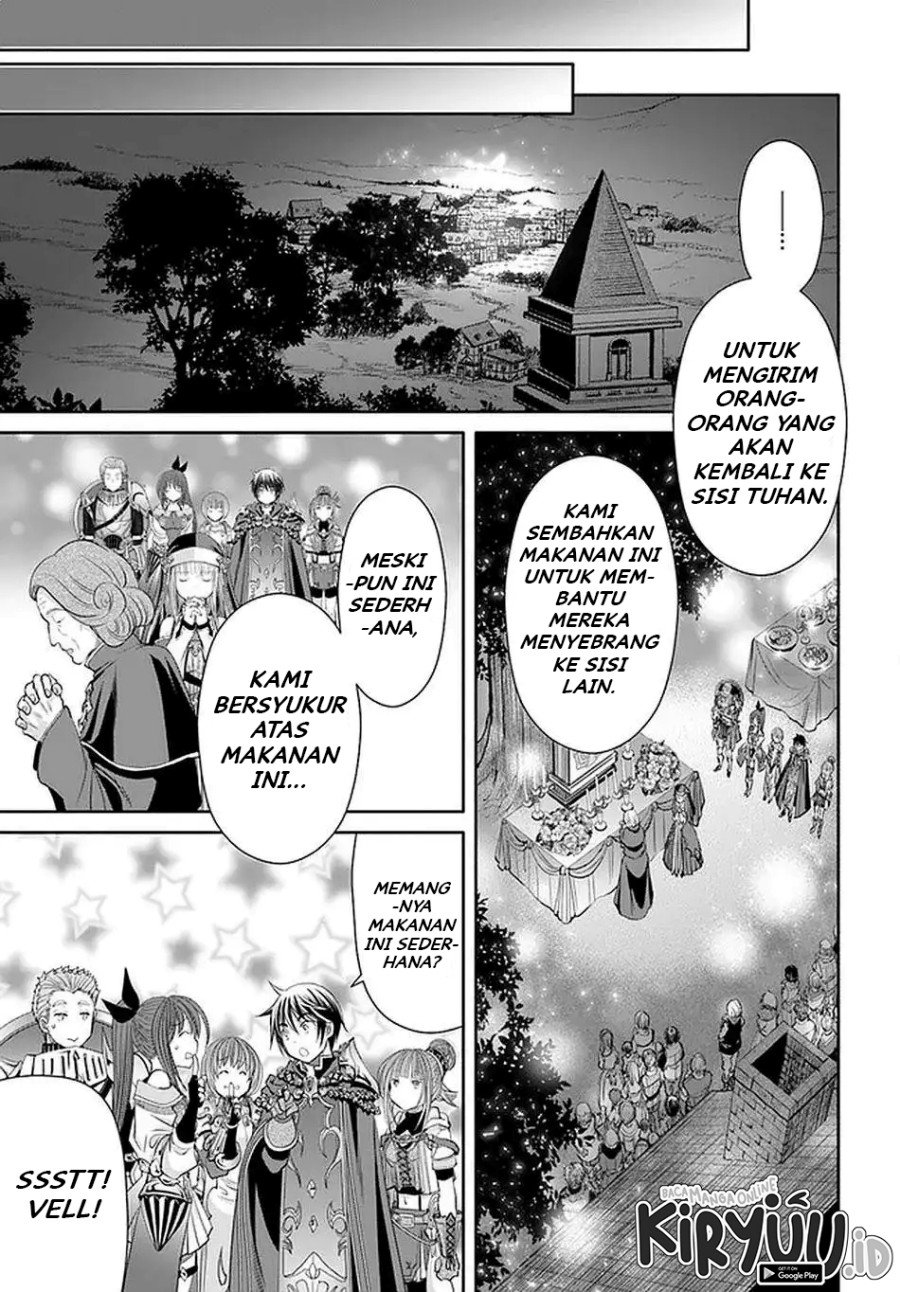 ......
UNTUK
MENGIRIM
ORANG-
ORANG YANG
AKAN
KEMBALI KE
SISI TUHAN.
KAMI
SEMBAHKAN
MAKANAN INI
UNTUK MEM-
BANTU
MEREKA
MENYEBRANG
KE SISI
LAIN.
MESKI
-PUN INI
SEDERH
-ANA,
KAMI
BERSYUKUR
ATAS
MAKANAN
INI...
MEMANG
-NYA
MAKANAN
INI SEDER-
HANA?
SSSTT!
VELL!
BACA MANGA ONLINE
KIRYUU.ID
GET IT ON
Google Play